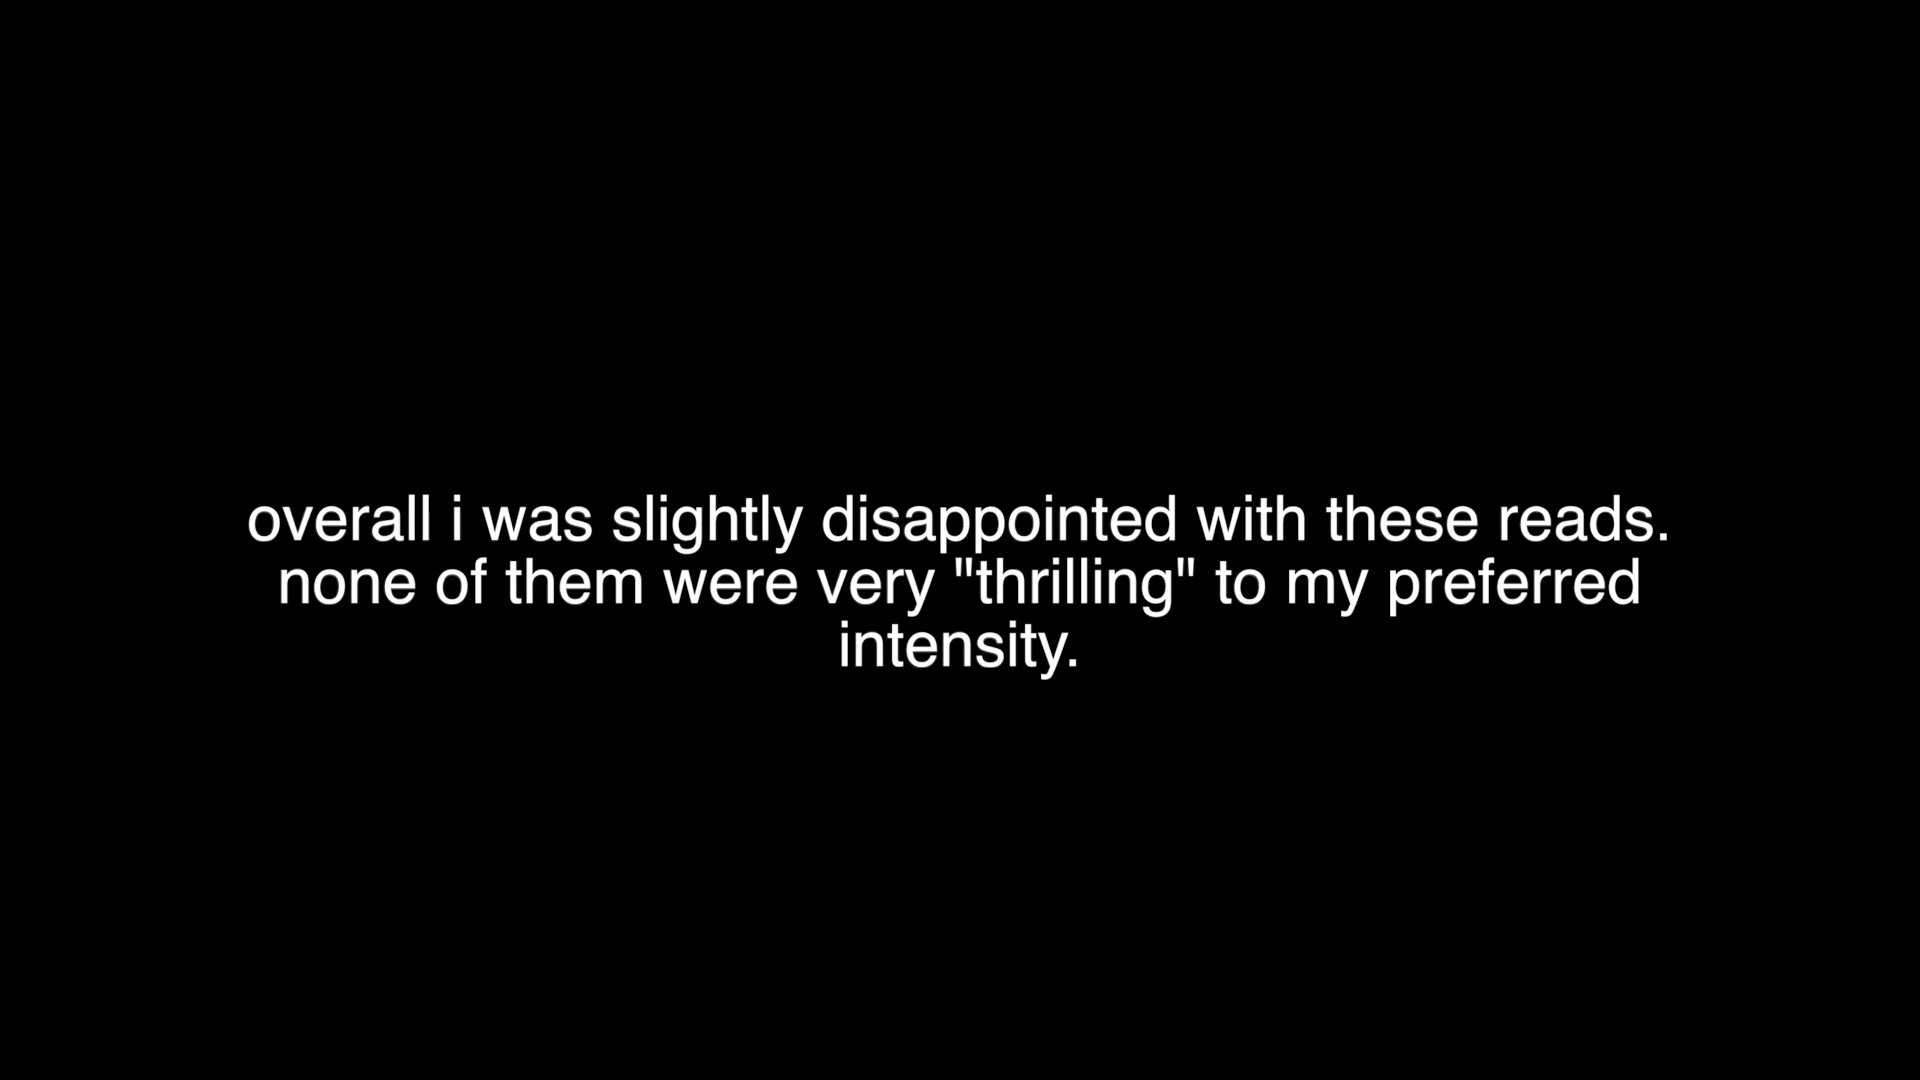 overall i was slightly disappointed with these reads.
none of them were very "thrilling" to my preferred
intensity.